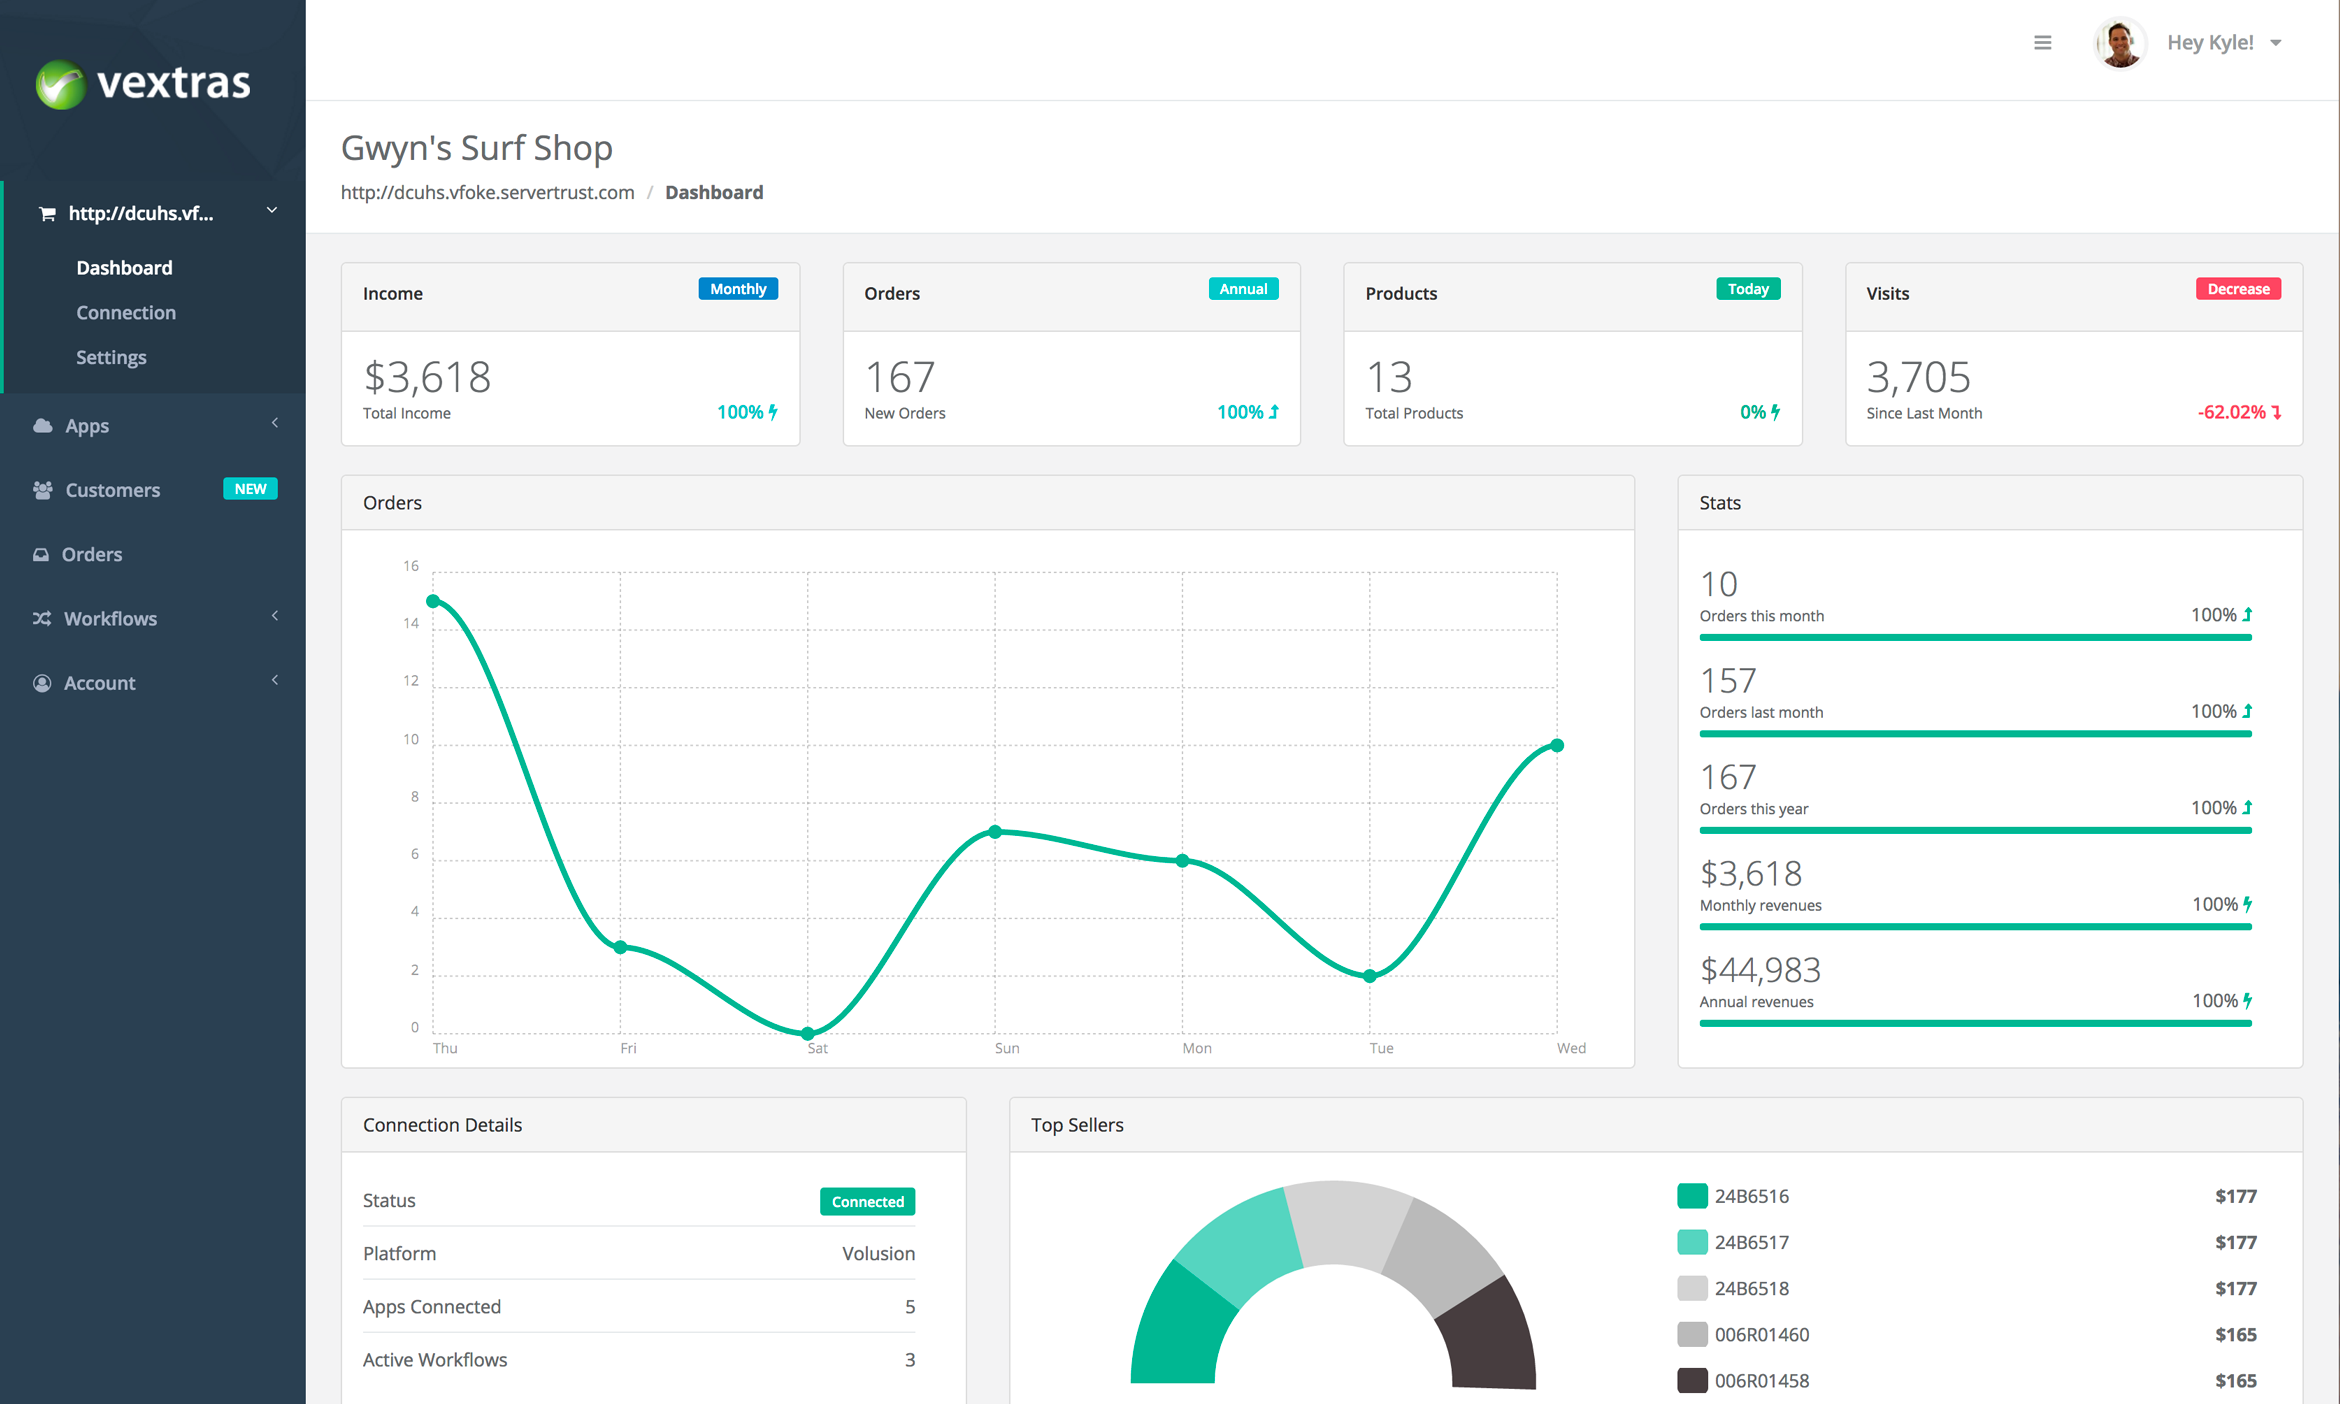 vextras
Hey Kyle!
http://dcuhs.vf...
Dashboard
Connection
Settings
Apps
Customers NEW
Orders
Workflows
Account
Gwyn's Surf Shop
http://dcuhs.vfoke.servertrust.com / Dashboard
Income Monthly
$3,618
Total Income 100%
Orders Annual
167
New Orders 100%
Products Today
13
Total Products 0%
Visits Decrease
3,705
Since Last Month -62.02%
Orders
16
14
12
10
8
6
4
2
0
Thu Fri Sat Sun Mon Tue Wed
Stats
10
Orders this month 100%
157
Orders last month 100%
167
Orders this year 100%
$3,618
Monthly revenues 100%
$44,983
Annual revenues 100%
Connection Details
Status Connected
Platform Volusion
Apps Connected 5
Active Workflows 3
Top Sellers
24B6516 $177
24B6517 $177
24B6518 $177
006R01460 $165
006R01458 $165